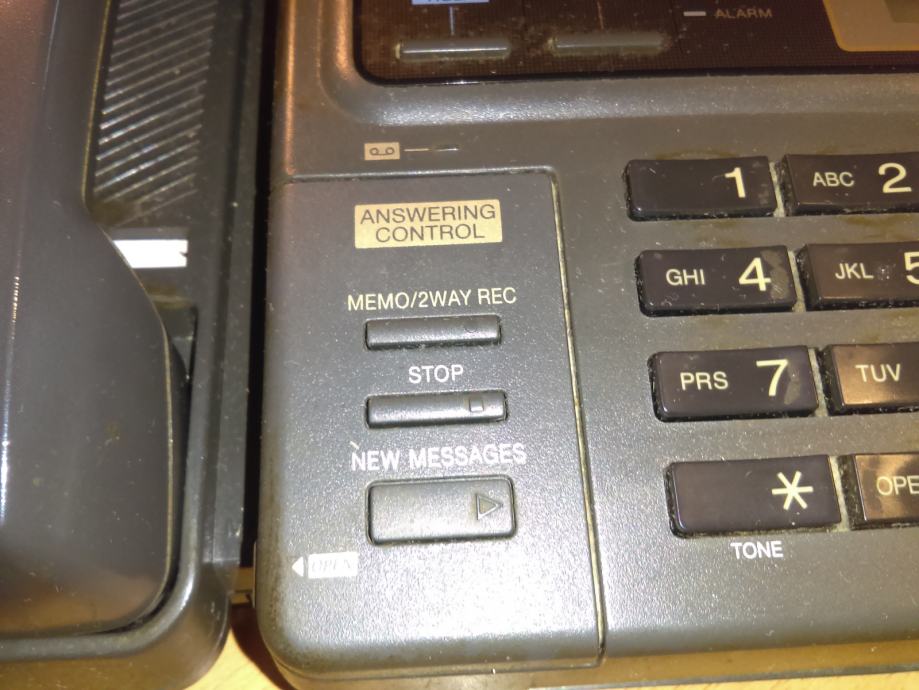 ALARM
ANSWERING
CONTROL
MEMO/2WAY REC
STOP
NEW MESSAGES
OPEN
1
ABC 2
GHI 4
JKL 5
PRS 7
TUV
*
OPE
TONE